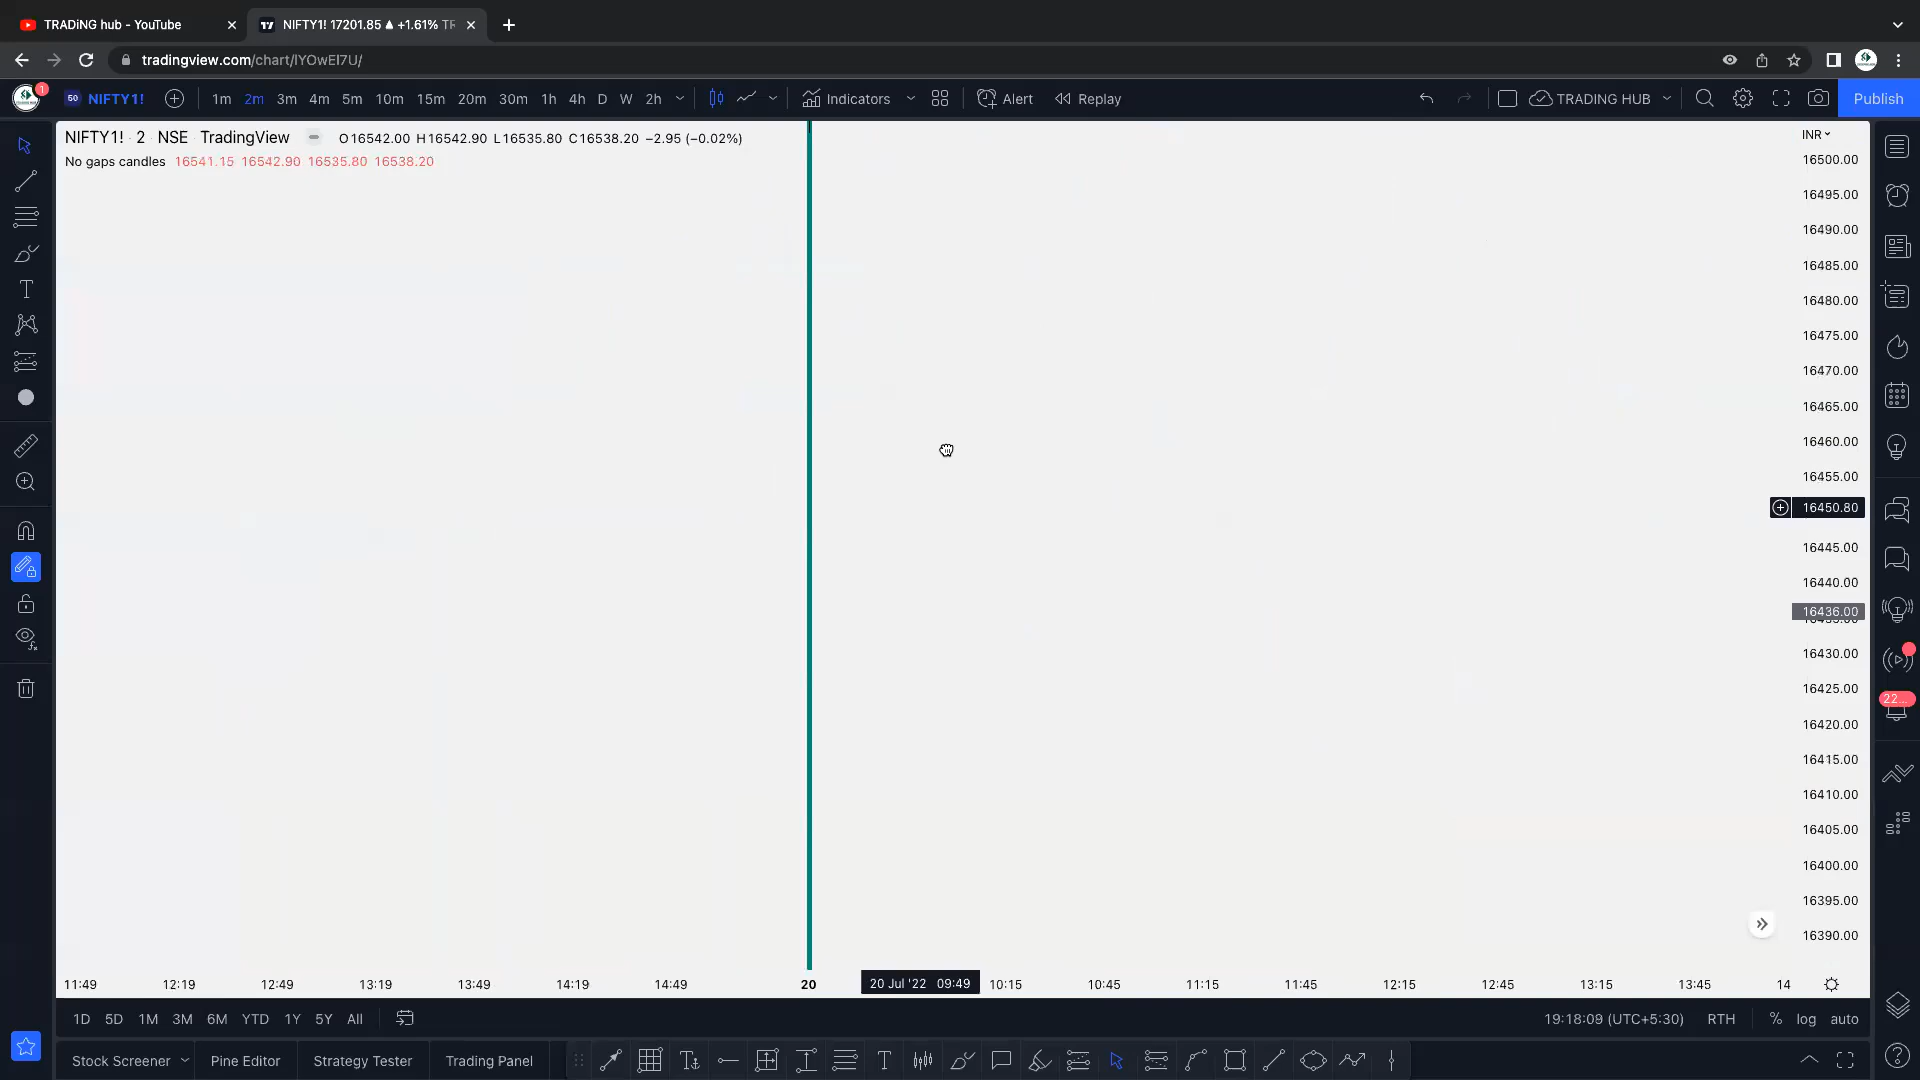 TRADiNG hub - YouTube
NIFTY1! 17201.85 ▲ +1.61% TR
tradingview.com/chart/IYOwEI7U/
1
50 NIFTY1! 1m 2m 3m 4m 5m 10m 15m 20m 30m 1h 4h D W 2h Indicators Alert Replay TRADING HUB Publish
NIFTY1! · 2 · NSE TradingView O16542.00 H16542.90 L16535.80 C16538.20 −2.95 (−0.02%)
No gaps candles 16541.15 16542.90 16535.80 16538.20
INR
16500.00
16495.00
16490.00
16485.00
16480.00
16475.00
16470.00
16465.00
16460.00
16455.00
16450.80
16445.00
16440.00
16436.00
16430.00
16425.00
16420.00
16415.00
16410.00
16405.00
16400.00
16395.00
16390.00
22...
11:49 12:19 12:49 13:19 13:49 14:19 14:49 20 20 Jul '22 09:49 10:15 10:45 11:15 11:45 12:15 12:45 13:15 13:45 14
1D 5D 1M 3M 6M YTD 1Y 5Y All 19:18:09 (UTC+5:30) RTH % log auto
Stock Screener Pine Editor Strategy Tester Trading Panel